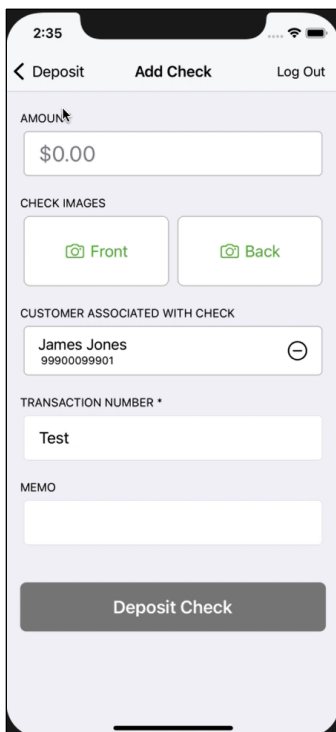 2:35
Deposit
Add Check
Log Out
AMOUNT
$0.00
CHECK IMAGES
Front
Back
CUSTOMER ASSOCIATED WITH CHECK
James Jones
99900099901
TRANSACTION NUMBER *
Test
MEMO
Deposit Check